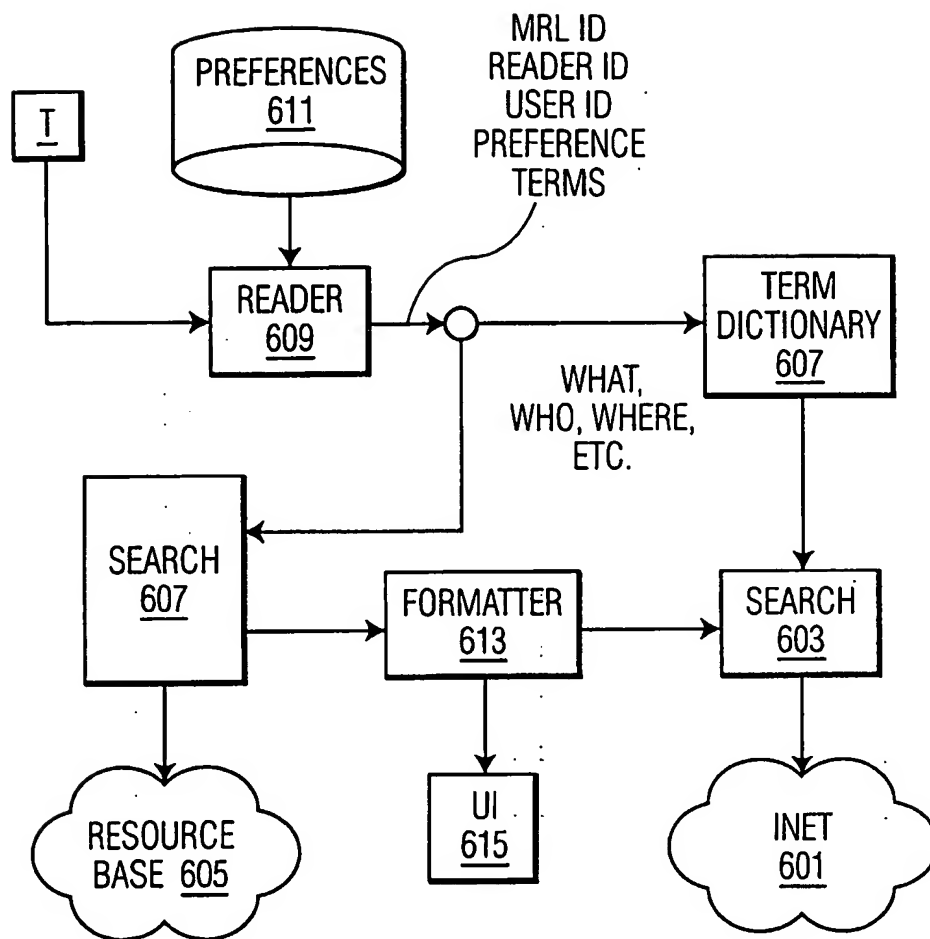 MRL ID
READER ID
USER ID
PREFERENCE
TERMS
PREFERENCES
611
T
READER
609
TERM
DICTIONARY
607
WHAT,
WHO, WHERE,
ETC.
SEARCH
607
FORMATTER
613
SEARCH
603
RESOURCE
BASE 605
UI
615
INET
601